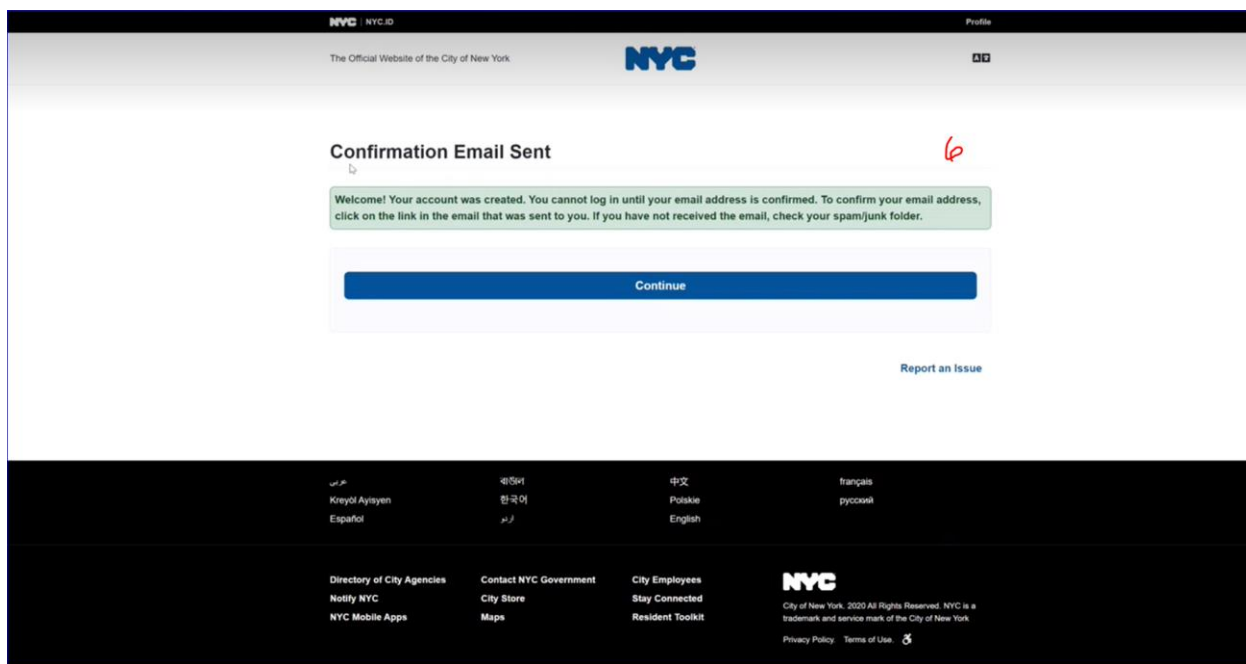 NYC | NYC.ID
Profile
The Official Website of the City of New York
NYC
Confirmation Email Sent
6
Welcome! Your account was created. You cannot log in until your email address is confirmed. To confirm your email address,
click on the link in the email that was sent to you. If you have not received the email, check your spam/junk folder.
Continue
Report an Issue
عربى
中文
français
Kreyòl Ayisyen
한국어
Polskie
русский
Español
اردو
English
Directory of City Agencies
Contact NYC Government
City Employees
NYC
Notify NYC
City Store
Stay Connected
City of New York. 2020 All Rights Reserved. NYC is a
NYC Mobile Apps
Maps
Resident Toolkit
trademark and service mark of the City of New York
Privacy Policy. Terms of Use.